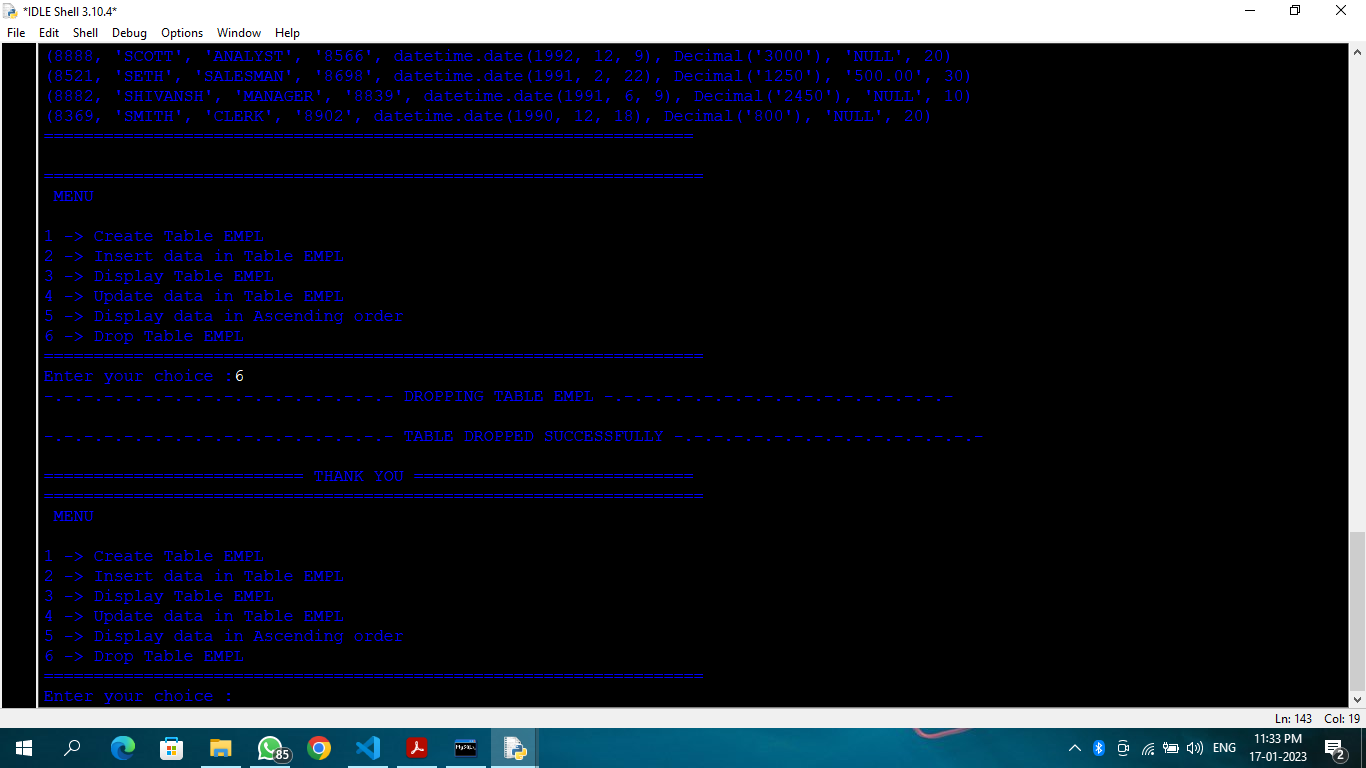 *IDLE Shell 3.10.4*
File Edit Shell Debug Options Window Help
(8888, 'SCOTT', 'ANALYST', '8566', datetime.date(1992, 12, 9), Decimal('3000'), 'NULL', 20)
(8521, 'SETH', 'SALESMAN', '8698', datetime.date(1991, 2, 22), Decimal('1250'), '500.00', 30)
(8882, 'SHIVANSH', 'MANAGER', '8839', datetime.date(1991, 6, 9), Decimal('2450'), 'NULL', 10)
(8369, 'SMITH', 'CLERK', '8902', datetime.date(1990, 12, 18), Decimal('800'), 'NULL', 20)
=================================================================
==================================================================
MENU
1 -> Create Table EMPL
2 -> Insert data in Table EMPL
3 -> Display Table EMPL
4 -> Update data in Table EMPL
5 -> Display data in Ascending order
6 -> Drop Table EMPL
==================================================================
Enter your choice :6
-.-.-.-.-.-.-.-.-.-.-.-.-.-.-.-.-.- DROPPING TABLE EMPL -.-.-.-.-.-.-.-.-.-.-.-.-.-.-.-.-.-
-.-.-.-.-.-.-.-.-.-.-.-.-.-.-.-.-.- TABLE DROPPED SUCCESSFULLY -.-.-.-.-.-.-.-.-.-.-.-.-.-.-.-
========================== THANK YOU ============================
==================================================================
MENU
1 -> Create Table EMPL
2 -> Insert data in Table EMPL
3 -> Display Table EMPL
4 -> Update data in Table EMPL
5 -> Display data in Ascending order
6 -> Drop Table EMPL
==================================================================
Enter your choice :
Ln: 143 Col: 19
85
MySQL
ENG
11:33 PM
17-01-2023
2